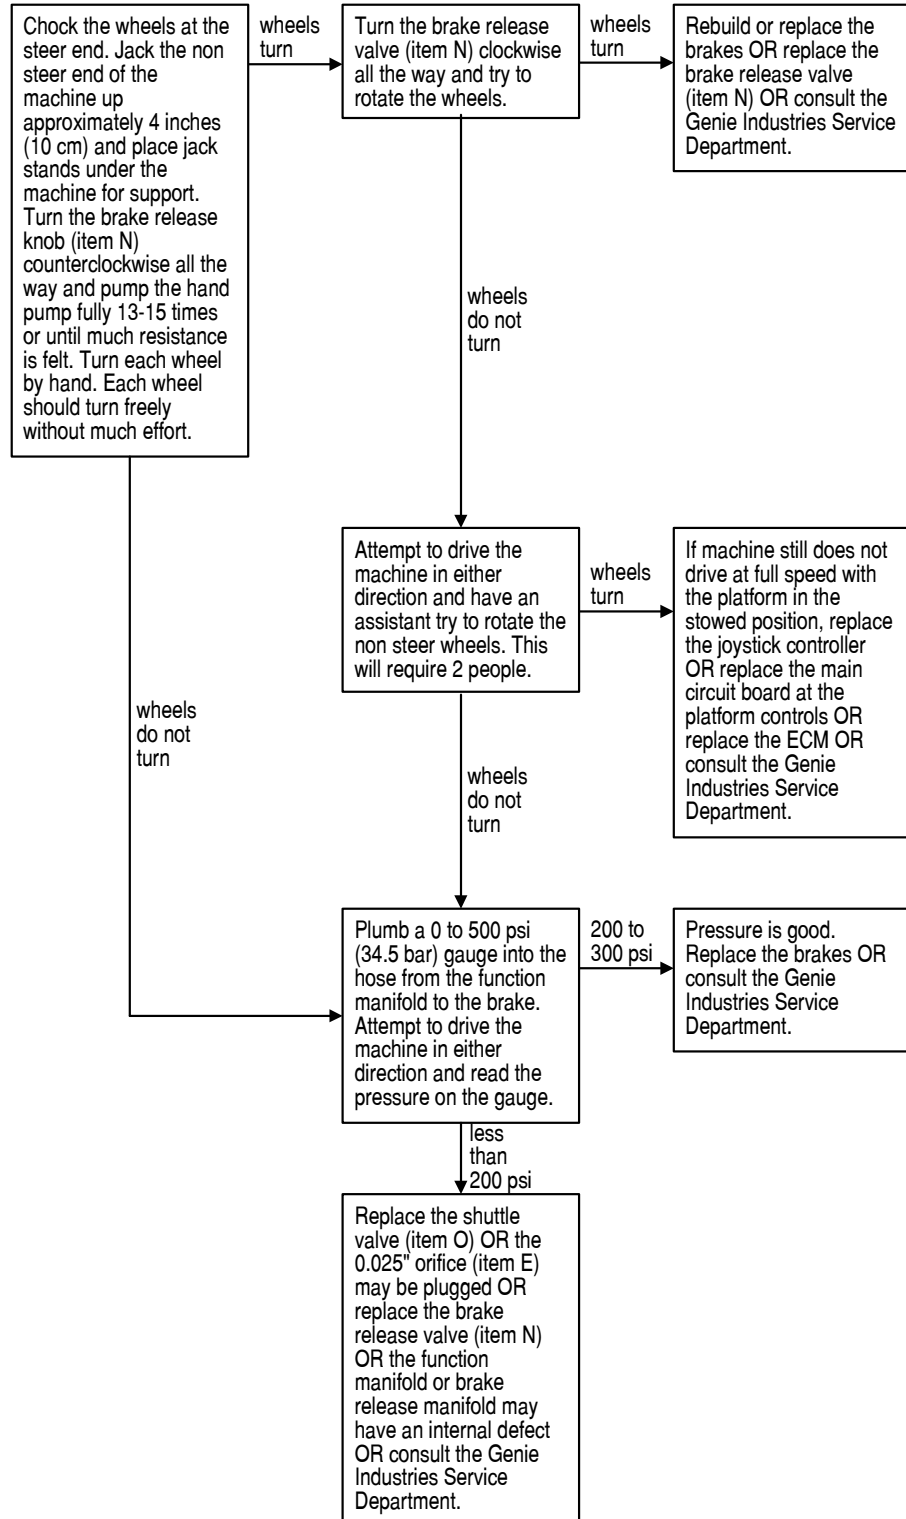 Chock the wheels at the
steer end. Jack the non
steer end of the
machine up
approximately 4 inches
(10 cm) and place jack
stands under the
machine for support.
Turn the brake release
knob (item N)
counterclockwise all the
way and pump the hand
pump fully 13-15 times
or until much resistance
is felt. Turn each wheel
by hand. Each wheel
should turn freely
without much effort.
wheels
turn
Turn the brake release
valve (item N) clockwise
all the way and try to
rotate the wheels.
wheels
turn
Rebuild or replace the
brakes OR replace the
brake release valve
(item N) OR consult the
Genie Industries Service
Department.
wheels
do not
turn
Attempt to drive the
machine in either
direction and have an
assistant try to rotate the
non steer wheels. This
will require 2 people.
wheels
turn
If machine still does not
drive at full speed with
the platform in the
stowed position, replace
the joystick controller
OR replace the main
circuit board at the
platform controls OR
replace the ECM OR
consult the Genie
Industries Service
Department.
wheels
do not
turn
wheels
do not
turn
Plumb a 0 to 500 psi
(34.5 bar) gauge into the
hose from the function
manifold to the brake.
Attempt to drive the
machine in either
direction and read the
pressure on the gauge.
200 to
300 psi
Pressure is good.
Replace the brakes OR
consult the Genie
Industries Service
Department.
less
than
200 psi
Replace the shuttle
valve (item O) OR the
0.025" orifice (item E)
may be plugged OR
replace the brake
release valve (item N)
OR the function
manifold or brake
release manifold may
have an internal defect
OR consult the Genie
Industries Service
Department.